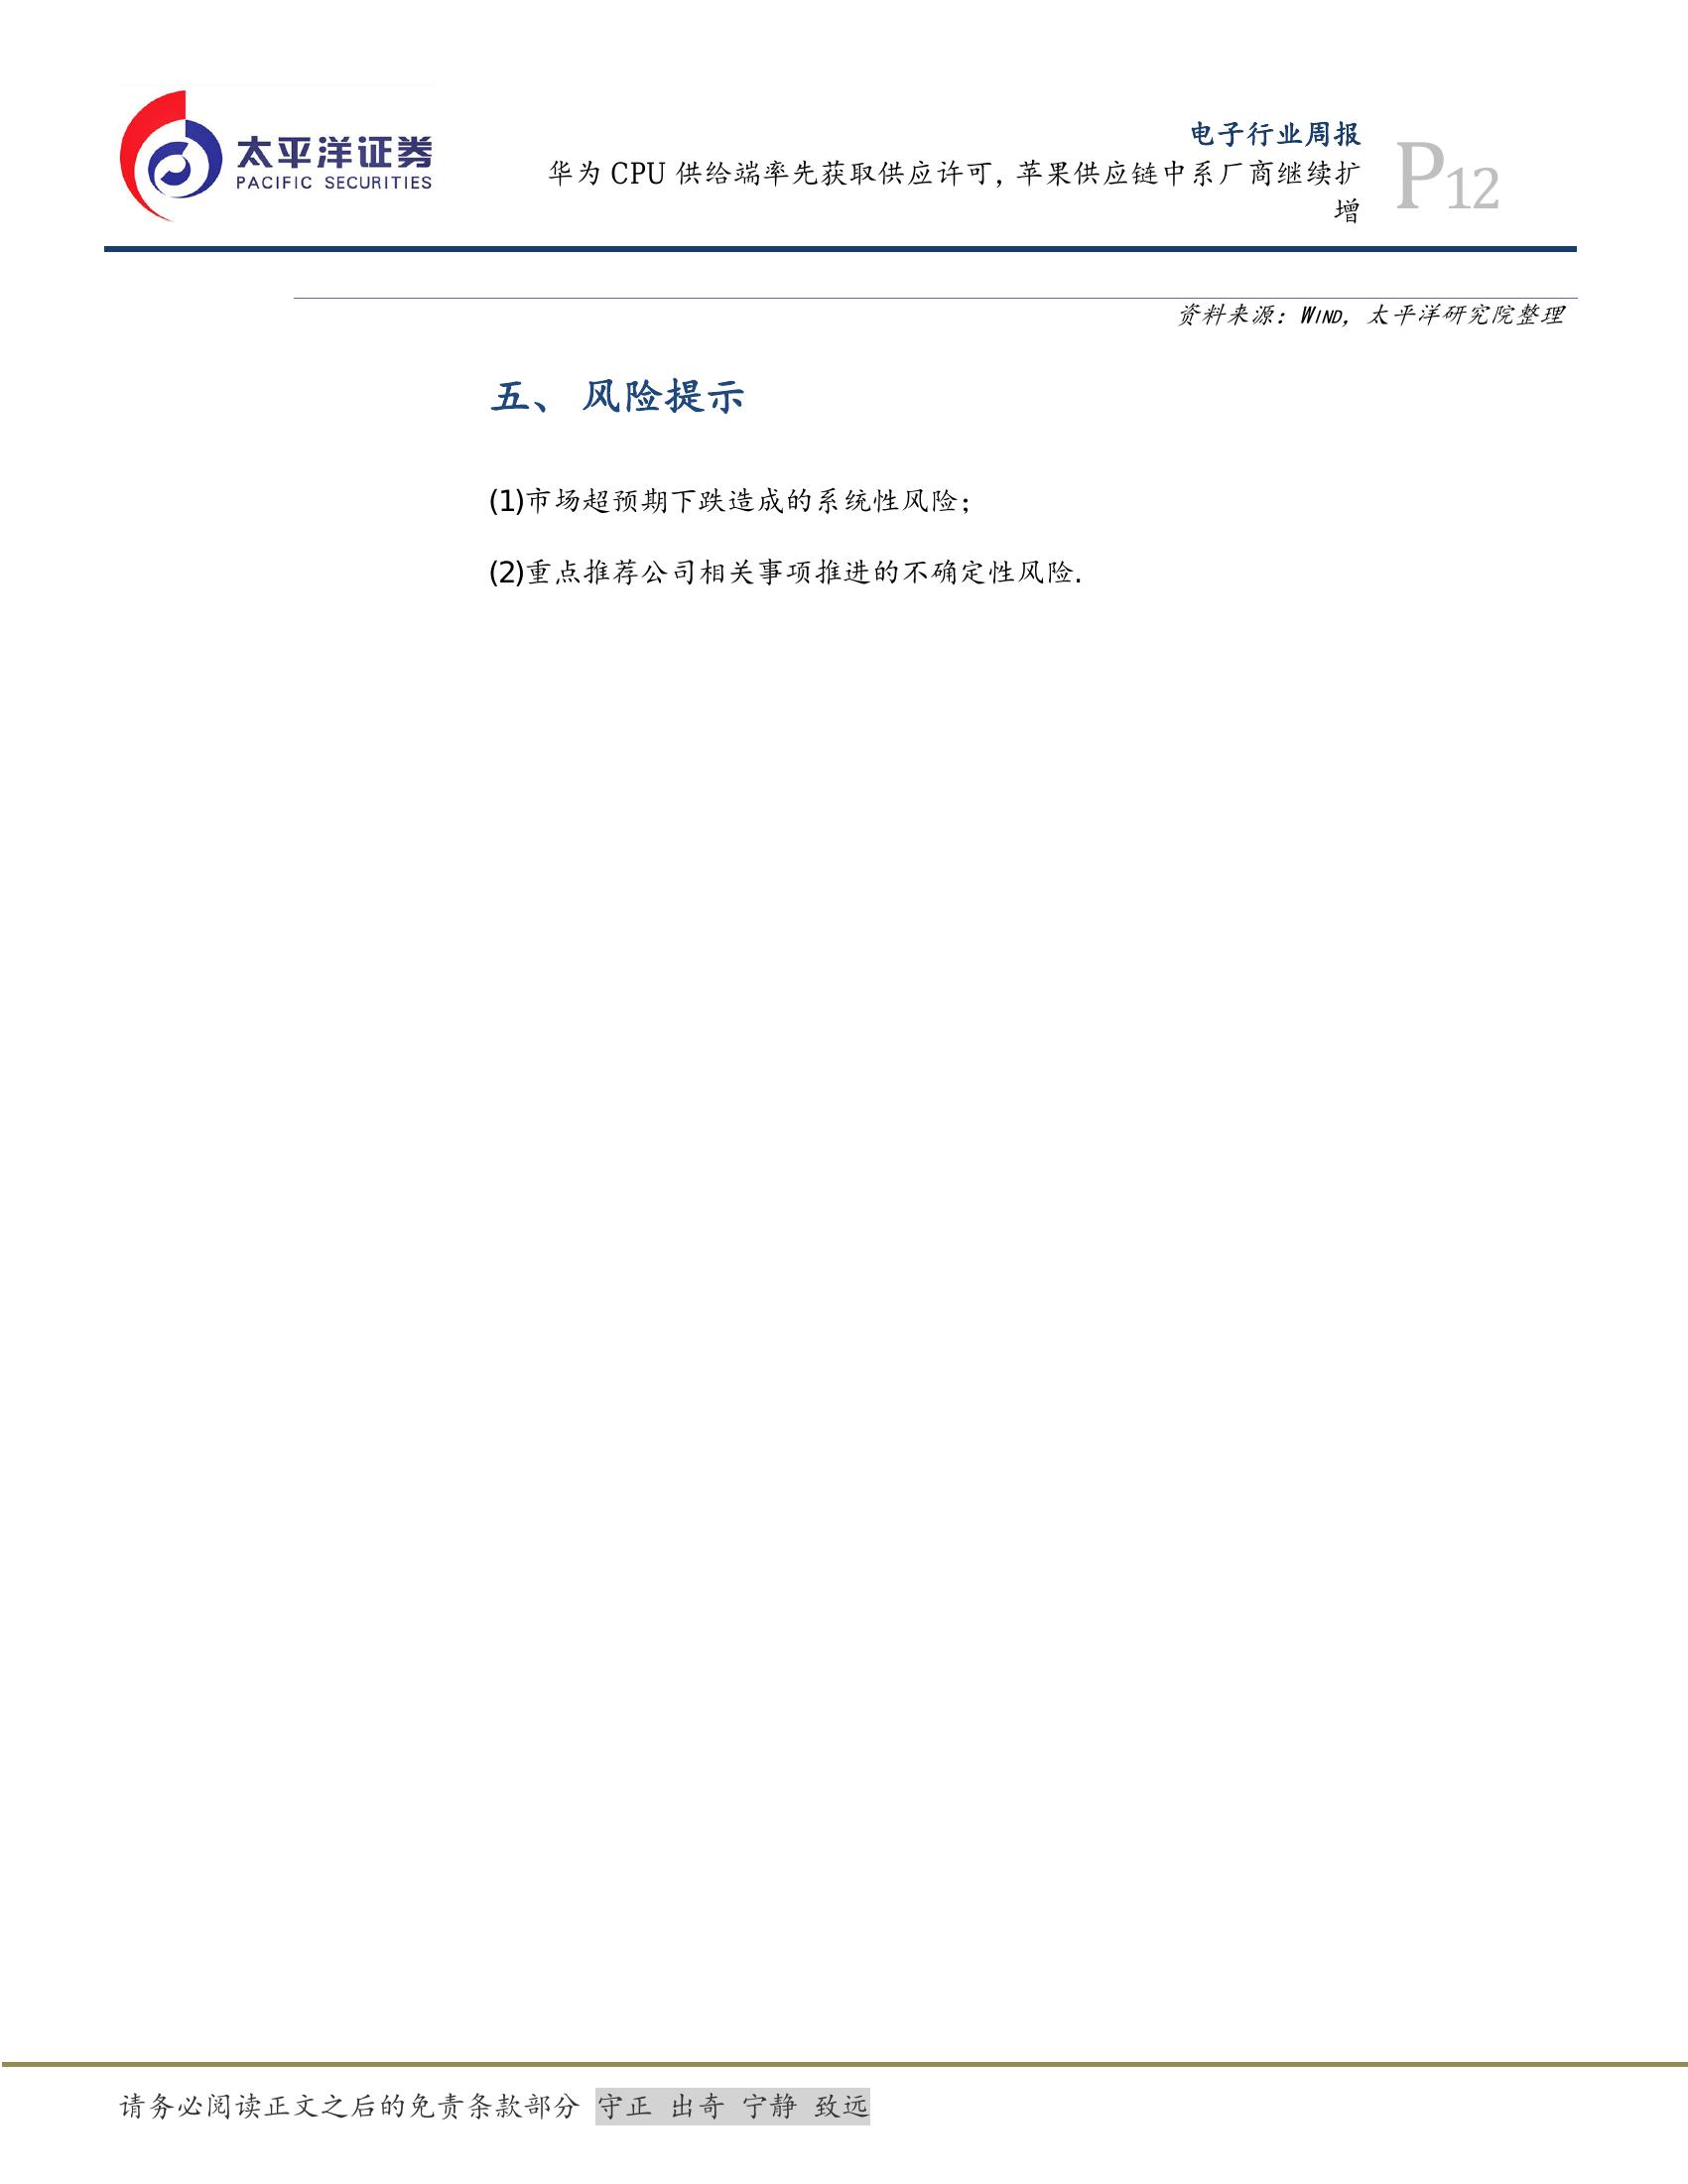 太平洋证券
PACIFIC SECURITIES
电子行业周报
华为 CPU 供给端率先获取供应许可，苹果供应链中系厂商继续扩
增
P12
资料来源：WIND，太平洋研究院整理
五、 风险提示
(1)市场超预期下跌造成的系统性风险；
(2)重点推荐公司相关事项推进的不确定性风险.
请务必阅读正文之后的免责条款部分 守正 出奇 宁静 致远